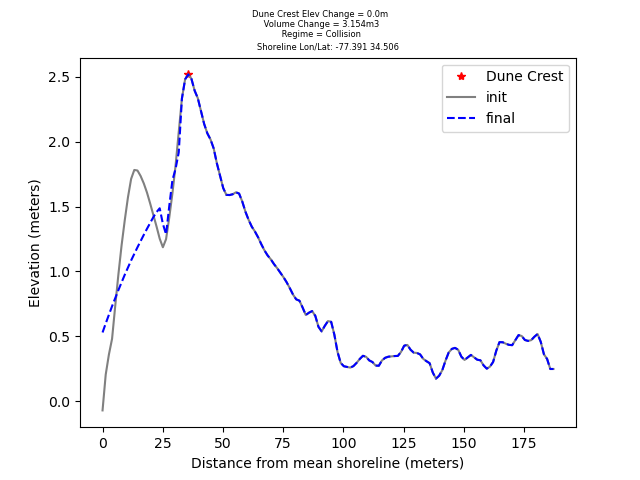 Dune Crest Elev Change = 0.0m
Volume Change = 3.154m3
Regime = Collision
Shoreline Lon/Lat: -77.391 34.506
Dune Crest
init
final
2.5
2.0
1.5
1.0
0.5
0.0
Elevation (meters)
0 25 50 75 100 125 150 175
Distance from mean shoreline (meters)